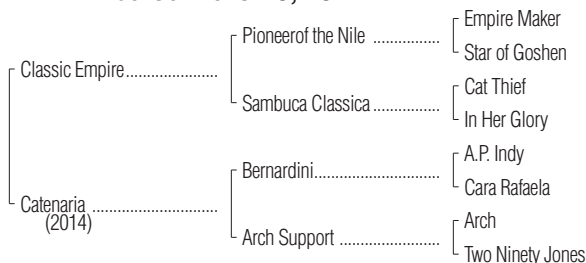 Empire Maker
Pioneerof the Nile ................
Star of Goshen
Classic Empire......................
Cat Thief
Sambuca Classica ................
In Her Glory
A.P. Indy
Bernardini..............................
Cara Rafaela
Catenaria ..............................
(2014)
Arch
Arch Support ........................
Two Ninety Jones